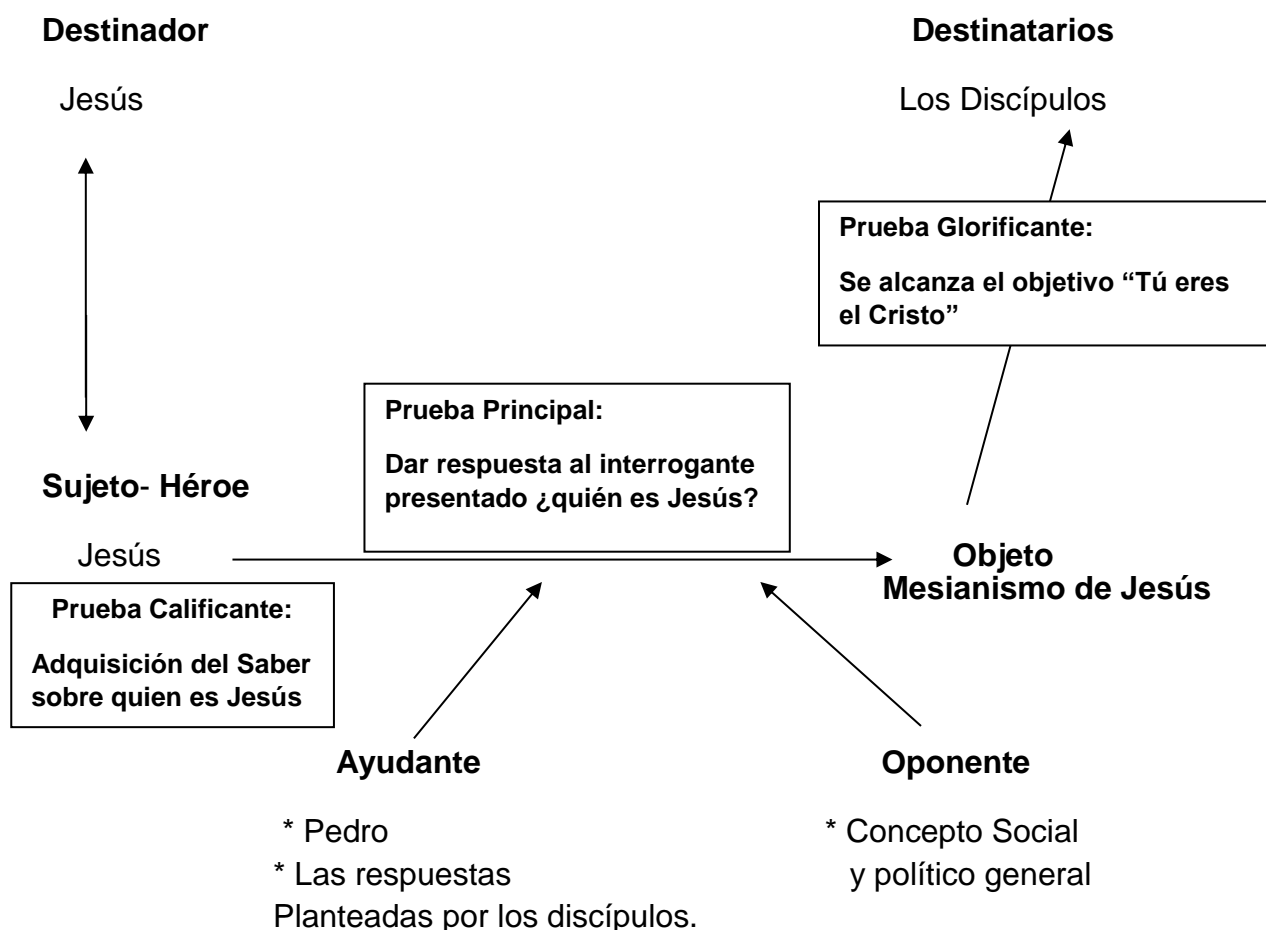 Destinador
Destinatarios
Jesús
Los Discípulos
Prueba Glorificante:
Se alcanza el objetivo “Tú eres
el Cristo”
Prueba Principal:
Dar respuesta al interrogante
presentado ¿quién es Jesús?
Sujeto- Héroe
Jesús
Objeto
Mesianismo de Jesús
Prueba Calificante:
Adquisición del Saber
sobre quien es Jesús
Ayudante
Oponente
* Pedro
* Las respuestas
Planteadas por los discípulos.
* Concepto Social
y político general